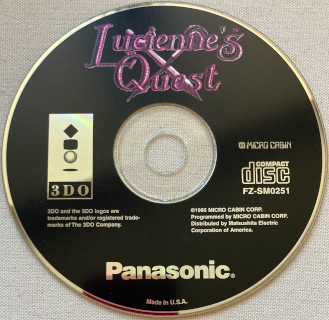 Lucienne's
Quest
TM
MICRO CABIN
3DO
COMPACT
disc
FZ-SM0251
3DO and the 3DO logos are
trademarks and/or registered trade-
marks of The 3DO Company.
©1995 MICRO CABIN CORP.
Programmed by MICRO CABIN CORP.
Distributed by Matsushita Electric
Corporation of America.
Panasonic®
Made in U.S.A.